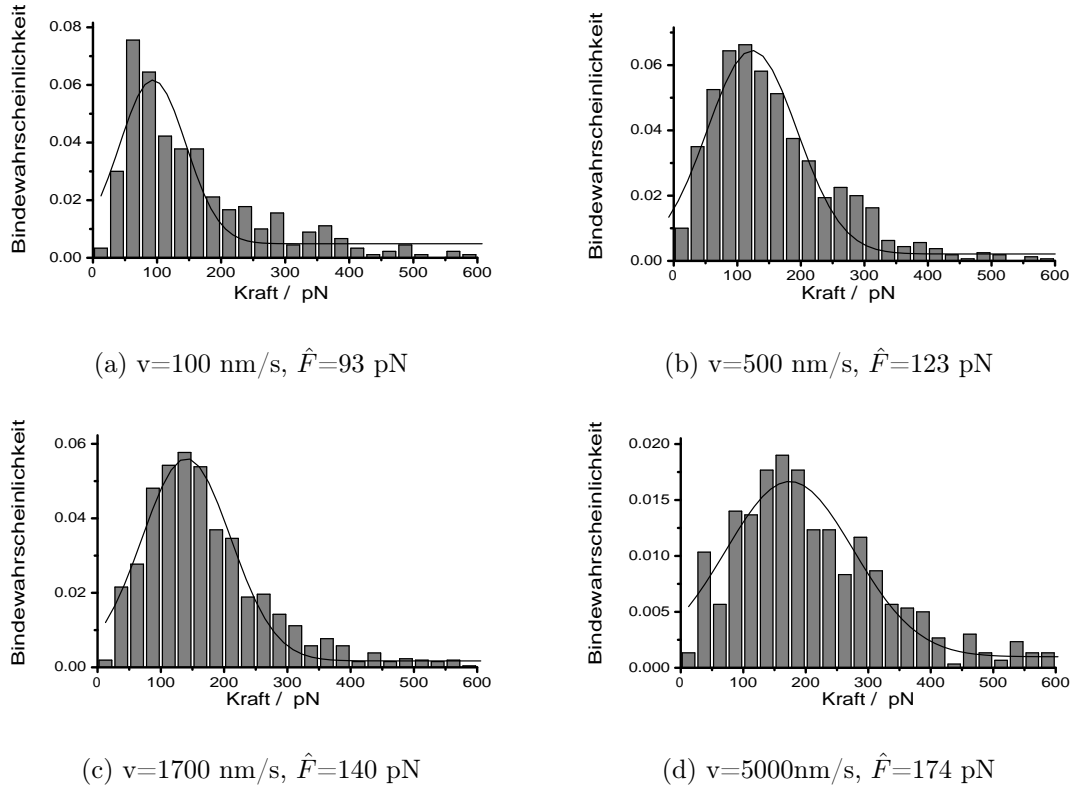 Bindewahrscheinlichkeit
0.08
0.06
0.04
0.02
0.00
0 100 200 300 400 500 600
Kraft / pN
(a) v=100 nm/s, F̂=93 pN
Bindewahrscheinlichkeit
0.06
0.04
0.02
0.00
0 100 200 300 400 500 600
Kraft / pN
(b) v=500 nm/s, F̂=123 pN
Bindewahrscheinlichkeit
0.06
0.04
0.02
0.00
0 100 200 300 400 500 600
Kraft / pN
(c) v=1700 nm/s, F̂=140 pN
Bindewahrscheinlichkeit
0.020
0.015
0.010
0.005
0.000
0 100 200 300 400 500 600
Kraft / pN
(d) v=5000nm/s, F̂=174 pN